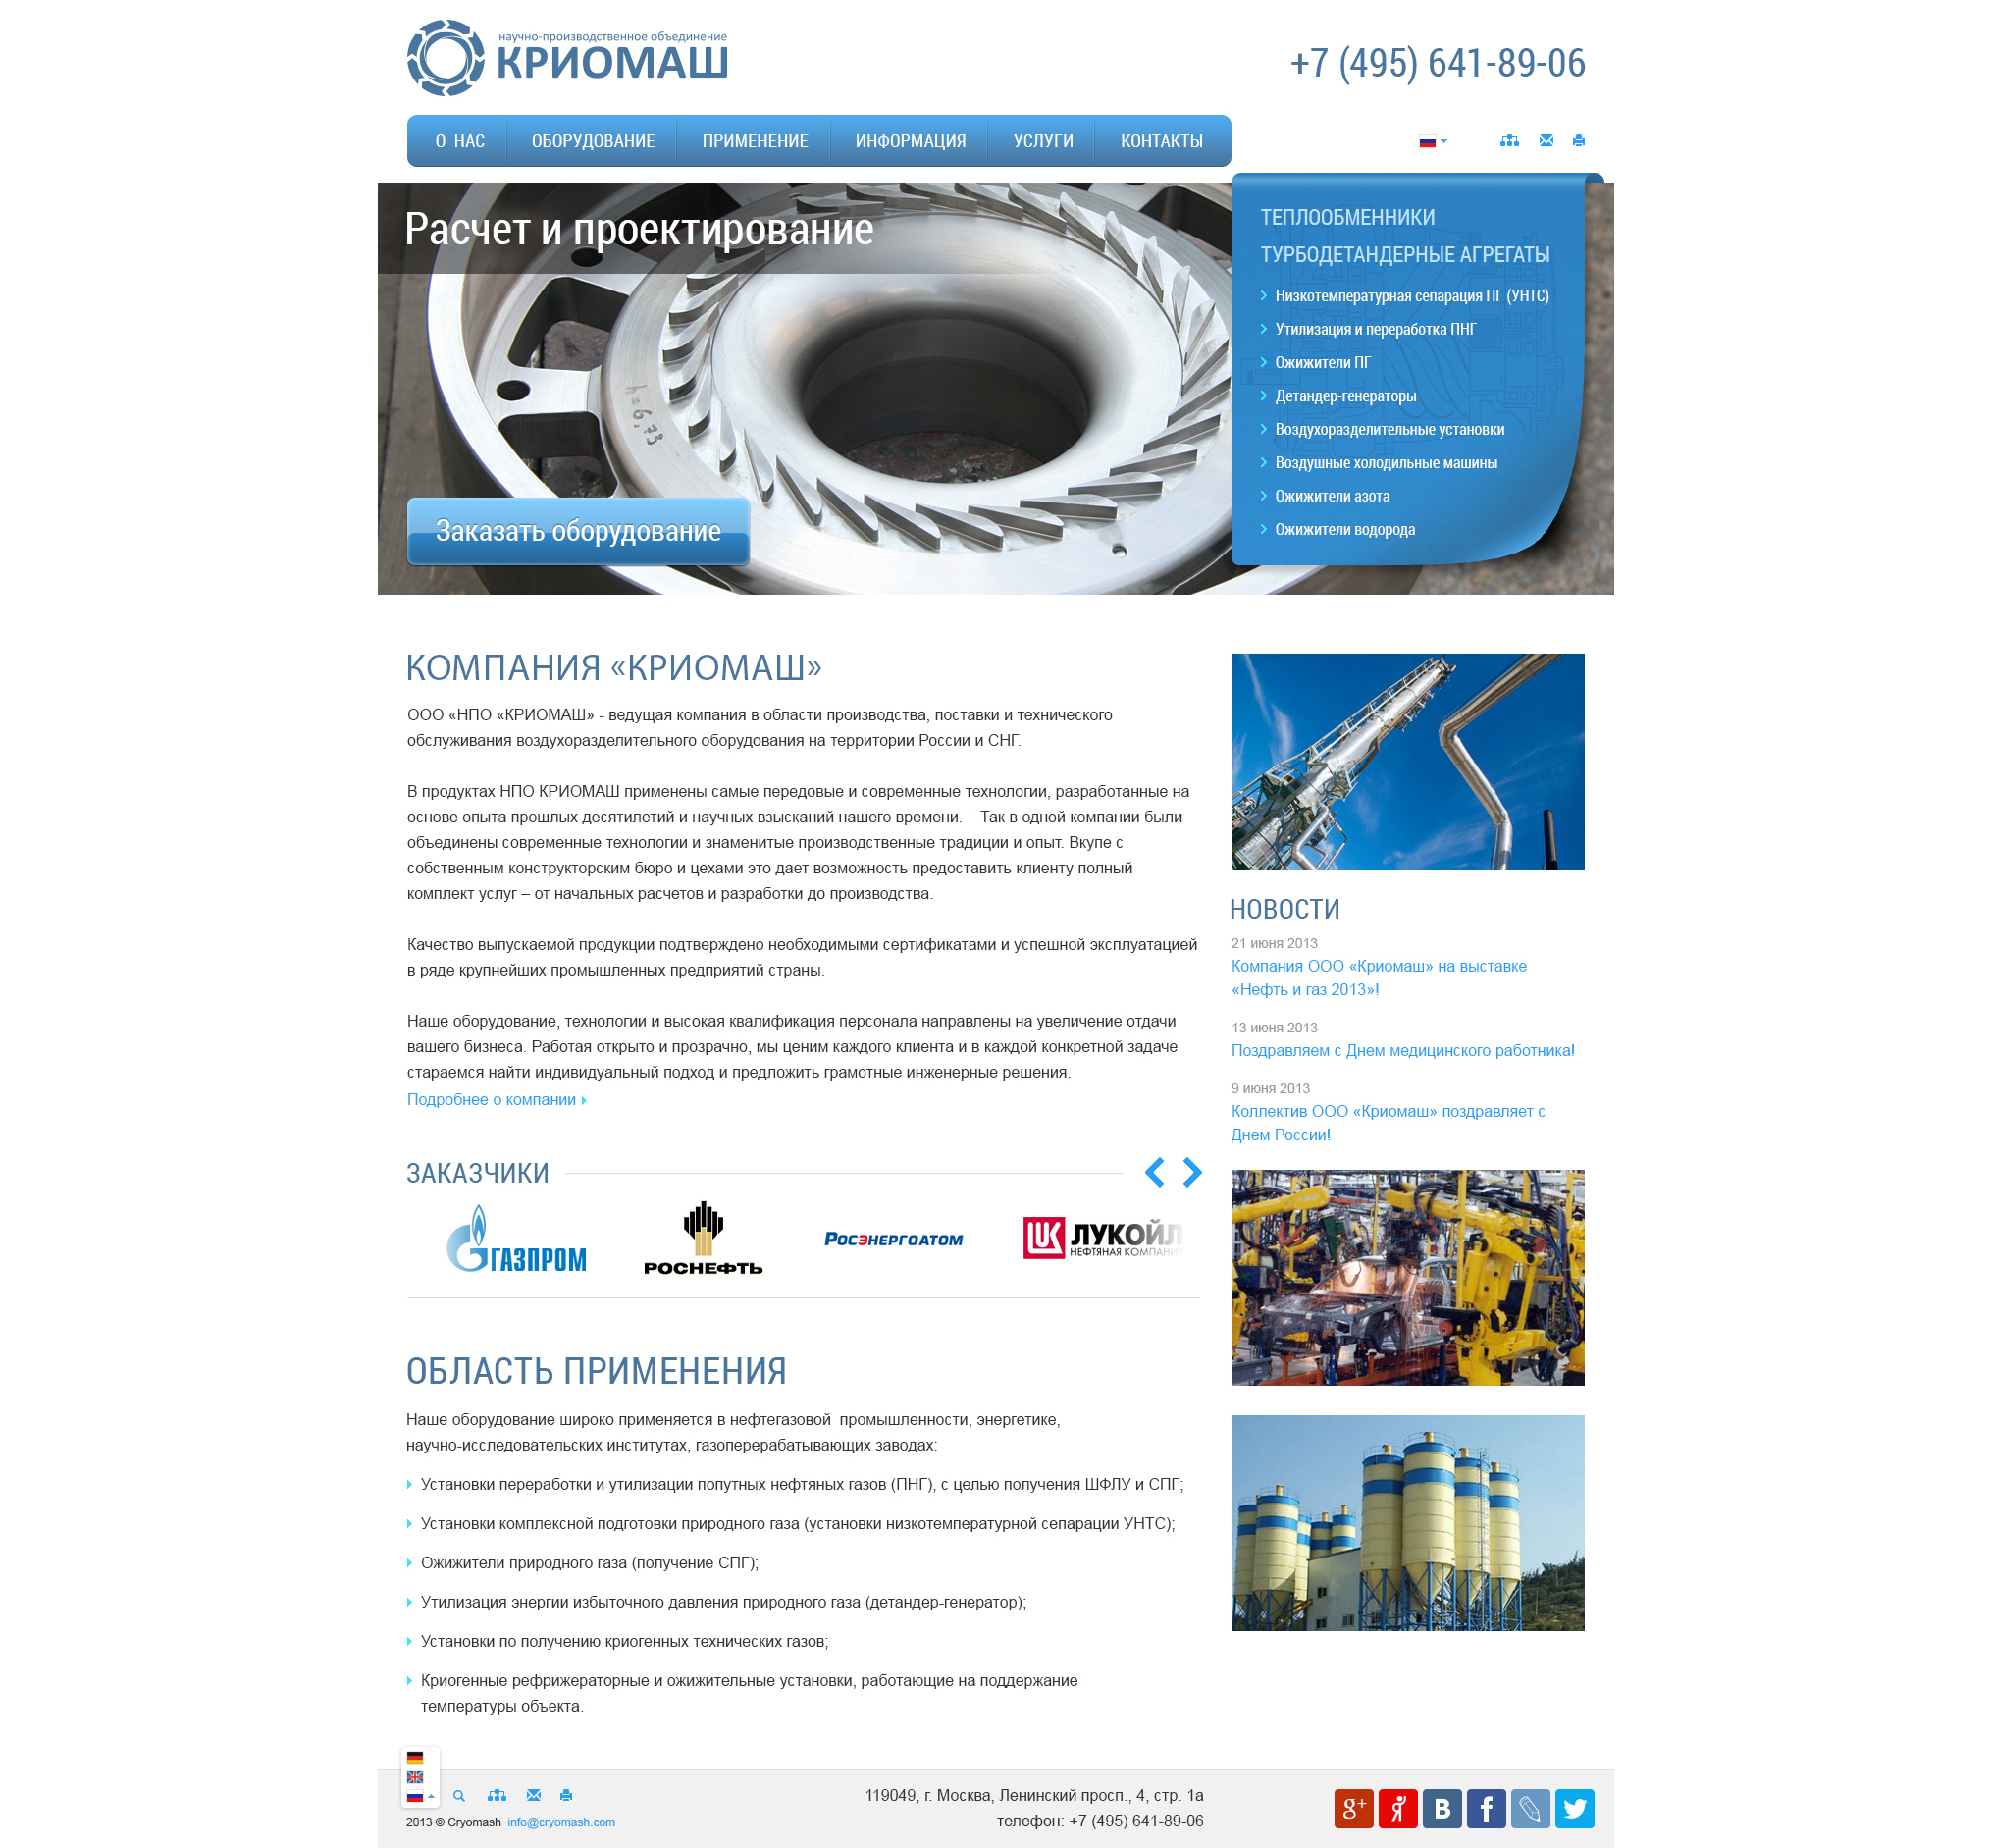 научно-производственное объединение
КРИОМАШ
+7 (495) 641-89-06
О НАС
ОБОРУДОВАНИЕ
ПРИМЕНЕНИЕ
ИНФОРМАЦИЯ
УСЛУГИ
КОНТАКТЫ
Расчет и проектирование
Заказать оборудование
ТЕПЛООБМЕННИКИ
ТУРБОДЕТАНДЕРНЫЕ АГРЕГАТЫ
Низкотемпературная сепарация ПГ (УНТС)
Утилизация и переработка ПНГ
Ожижители ПГ
Детандер-генераторы
Воздухоразделительные установки
Воздушные холодильные машины
Ожижители азота
Ожижители водорода
КОМПАНИЯ «КРИОМАШ»
ООО «НПО «КРИОМАШ» - ведущая компания в области производства, поставки и технического
обслуживания воздухоразделительного оборудования на территории России и СНГ.
В продуктах НПО КРИОМАШ применены самые передовые и современные технологии, разработанные на
основе опыта прошлых десятилетий и научных взысканий нашего времени. Так в одной компании были
объединены современные технологии и знаменитые производственные традиции и опыт. Вкупе с
собственным конструкторским бюро и цехами это дает возможность предоставить клиенту полный
комплект услуг – от начальных расчетов и разработки до производства.
Качество выпускаемой продукции подтверждено необходимыми сертификатами и успешной эксплуатацией
в ряде крупнейших промышленных предприятий страны.
Наше оборудование, технологии и высокая квалификация персонала направлены на увеличение отдачи
вашего бизнеса. Работая открыто и прозрачно, мы ценим каждого клиента и в каждой конкретной задаче
стараемся найти индивидуальный подход и предложить грамотные инженерные решения.
Подробнее о компании
ЗАКАЗЧИКИ
ГАЗПРОМ
РОСНЕФТЬ
РОСЭНЕРГОАТОМ
ЛУКОЙЛ
НЕФТЯНАЯ КОМПАНИЯ
НОВОСТИ
21 июня 2013
Компания ООО «Криомаш» на выставке
«Нефть и газ 2013»!
13 июня 2013
Поздравляем с Днем медицинского работника!
9 июня 2013
Коллектив ООО «Криомаш» поздравляет с
Днем России!
ОБЛАСТЬ ПРИМЕНЕНИЯ
Наше оборудование широко применяется в нефтегазовой промышленности, энергетике,
научно-исследовательских институтах, газоперерабатывающих заводах:
Установки переработки и утилизации попутных нефтяных газов (ПНГ), с целью получения ШФЛУ и СПГ;
Установки комплексной подготовки природного газа (установки низкотемпературной сепарации УНТС);
Ожижители природного газа (получение СПГ);
Утилизация энергии избыточного давления природного газа (детандер-генератор);
Установки по получению криогенных технических газов;
Криогенные рефрижераторные и ожижительные установки, работающие на поддержание
температуры объекта.
2013 © Cryomash info@cryomash.com
119049, г. Москва, Ленинский просп., 4, стр. 1а
телефон: +7 (495) 641-89-06